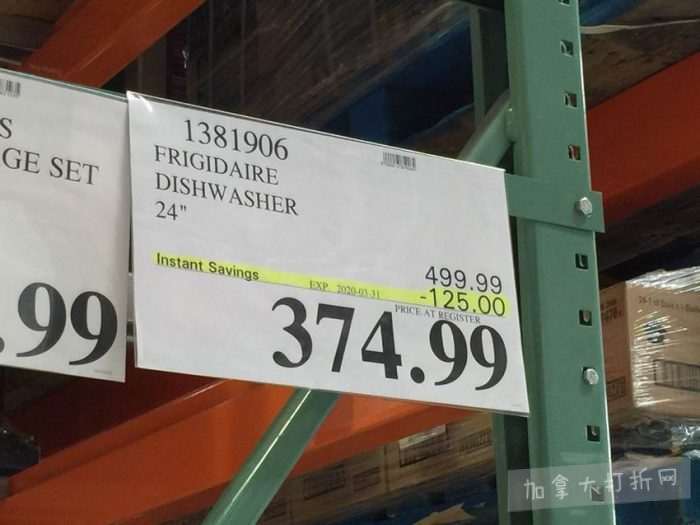 S
GE SET
.99
1381906
FRIGIDAIRE
DISHWASHER
24"
499.99
Instant Savings
EXP. 2020-03-31
-125.00
PRICE AT REGISTER
374.99
加拿大打折网